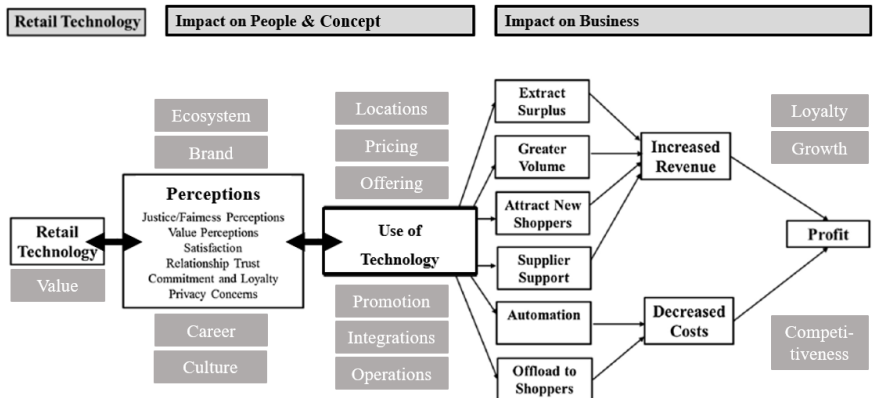 Retail Technology
Impact on People & Concept
Impact on Business
Ecosystem
Brand
Perceptions
Justice/Fairness Perceptions
Value Perceptions
Satisfaction
Relationship Trust
Commitment and Loyalty
Privacy Concerns
Retail
Technology
Value
Career
Culture
Locations
Pricing
Offering
Use of
Technology
Promotion
Integrations
Operations
Extract
Surplus
Greater
Volume
Attract New
Shoppers
Supplier
Support
Automation
Offload to
Shoppers
Increased
Revenue
Decreased
Costs
Loyalty
Growth
Profit
Competi-
tiveness